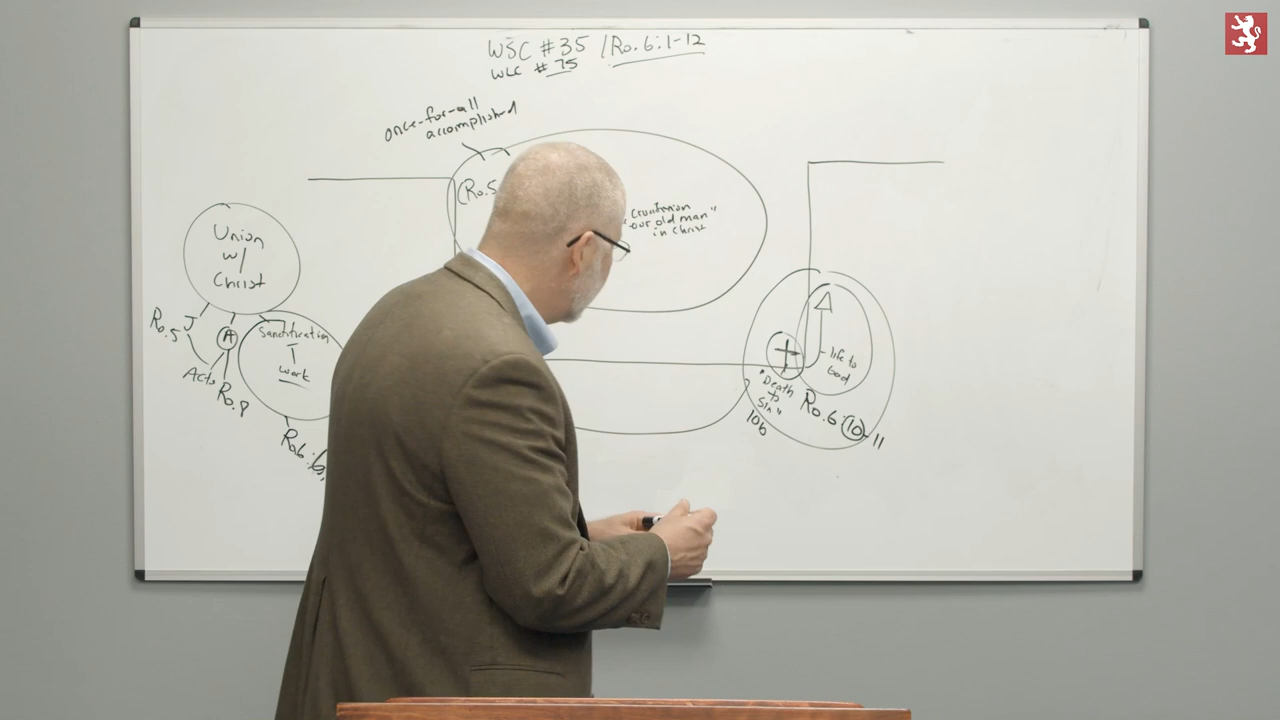 WSC #35 / Ro. 6:1-12
WLC #75
once-for-all
accomplished
(Ro.5
our old man"
in Christ
Union
w/
Christ
Ro.5 J
A
Acts
Ro.8
Sanctification
work
Ro.6:6,
life to
God
"Death
to
Sin"
10b
Ro.6:10-11